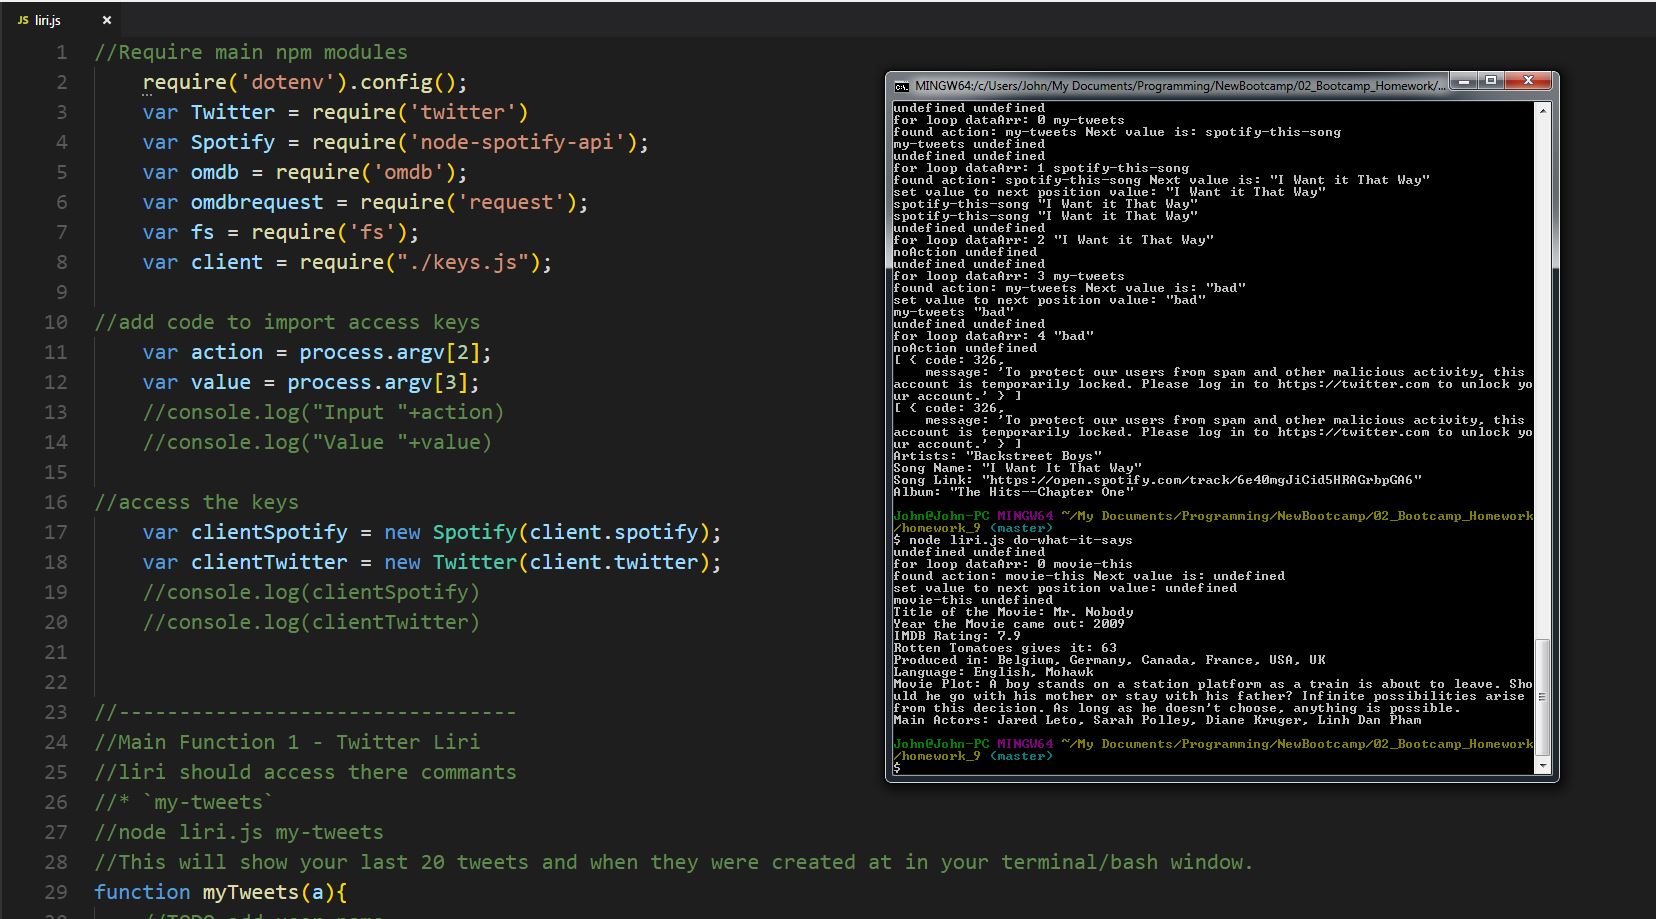 JS liri.js ×
1 //Require main npm modules
2 require('dotenv').config();
3 var Twitter = require('twitter')
4 var Spotify = require('node-spotify-api');
5 var omdb = require('omdb');
6 var omdbrequest = require('request');
7 var fs = require('fs');
8 var client = require("./keys.js");
9
10 //add code to import access keys
11 var action = process.argv[2];
12 var value = process.argv[3];
13 //console.log("Input "+action)
14 //console.log("Value "+value)
15
16 //access the keys
17 var clientSpotify = new Spotify(client.spotify);
18 var clientTwitter = new Twitter(client.twitter);
19 //console.log(clientSpotify)
20 //console.log(clientTwitter)
21
22
23 //---------------------------------
24 //Main Function 1 - Twitter Liri
25 //liri should access there commants
26 //* `my-tweets`
27 //node liri.js my-tweets
28 //This will show your last 20 tweets and when they were created at in your terminal/bash window.
29 function myTweets(a){
MINGW64:/c/Users/John/My Documents/Programming/NewBootcamp/02_Bootcamp_Homework/...
undefined undefined
for loop dataArr: 0 my-tweets
found action: my-tweets Next value is: spotify-this-song
my-tweets undefined
undefined undefined
for loop dataArr: 1 spotify-this-song
found action: spotify-this-song Next value is: "I Want it That Way"
set value to next position value: "I Want it That Way"
spotify-this-song "I Want it That Way"
spotify-this-song "I Want it That Way"
undefined undefined
for loop dataArr: 2 "I Want it That Way"
noAction undefined
undefined undefined
for loop dataArr: 3 my-tweets
found action: my-tweets Next value is: "bad"
set value to next position value: "bad"
my-tweets "bad"
undefined undefined
for loop dataArr: 4 "bad"
noAction undefined
[ { code: 326,
message: 'To protect our users from spam and other malicious activity, this
account is temporarily locked. Please log in to https://twitter.com to unlock yo
ur account.' } ]
[ { code: 326,
message: 'To protect our users from spam and other malicious activity, this
account is temporarily locked. Please log in to https://twitter.com to unlock yo
ur account.' } ]
Artists: "Backstreet Boys"
Song Name: "I Want It That Way"
Song Link: "https://open.spotify.com/track/6e40mgJiCid5HRAGrbpGA6"
Album: "The Hits--Chapter One"
John@John-PC MINGW64 ~/My Documents/Programming/NewBootcamp/02_Bootcamp_Homework
/homework_9 (master)
$ node liri.js do-what-it-says
undefined undefined
for loop dataArr: 0 movie-this
found action: movie-this Next value is: undefined
set value to next position value: undefined
movie-this undefined
Title of the Movie: Mr. Nobody
Year the Movie came out: 2009
IMDB Rating: 7.9
Rotten Tomatoes gives it: 63
Produced in: Belgium, Germany, Canada, France, USA, UK
Language: English, Mohawk
Movie Plot: A boy stands on a station platform as a train is about to leave. Sho
uld he go with his mother or stay with his father? Infinite possibilities arise
from this decision. As long as he doesn't choose, anything is possible.
Main Actors: Jared Leto, Sarah Polley, Diane Kruger, Linh Dan Pham
John@John-PC MINGW64 ~/My Documents/Programming/NewBootcamp/02_Bootcamp_Homework
/homework_9 (master)
$